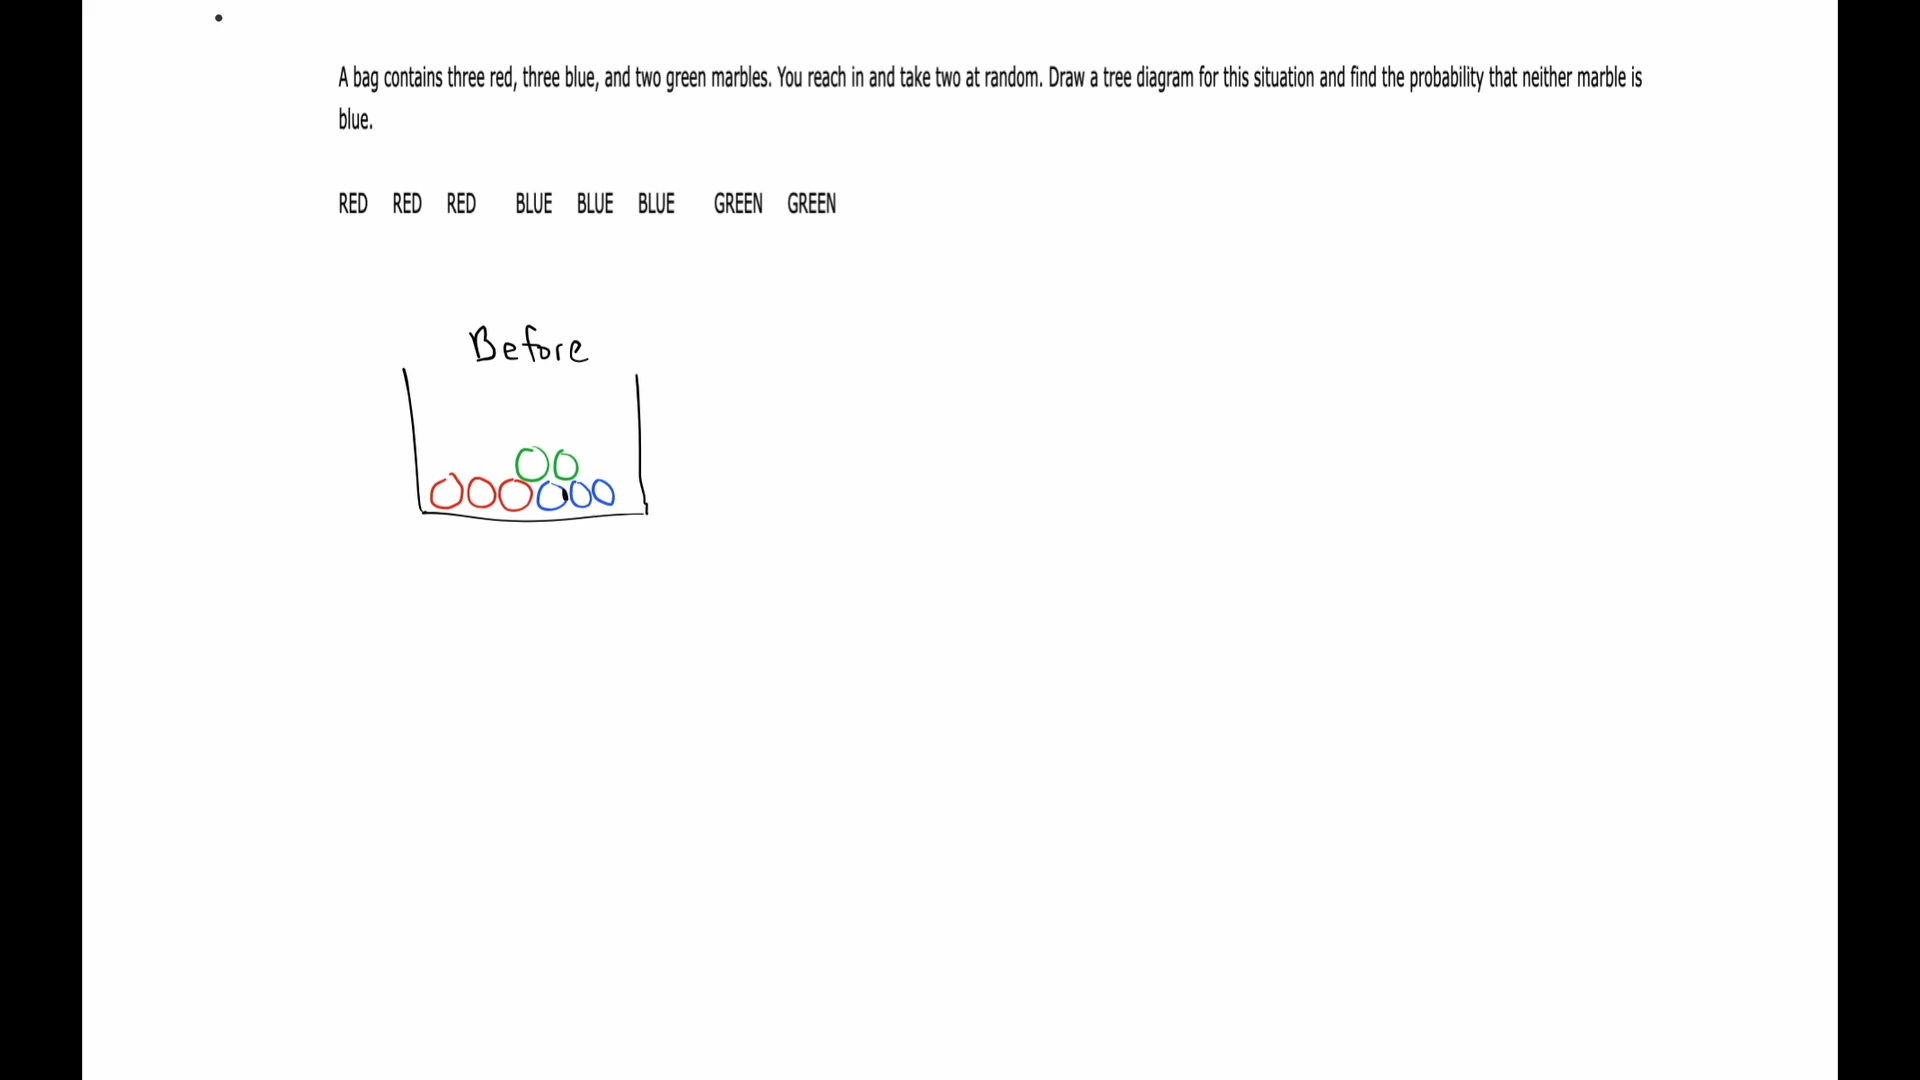 A bag contains three red, three blue, and two green marbles. You reach in and take two at random. Draw a tree diagram for this situation and find the probability that neither marble is
blue.
RED RED RED BLUE BLUE BLUE GREEN GREEN
Before